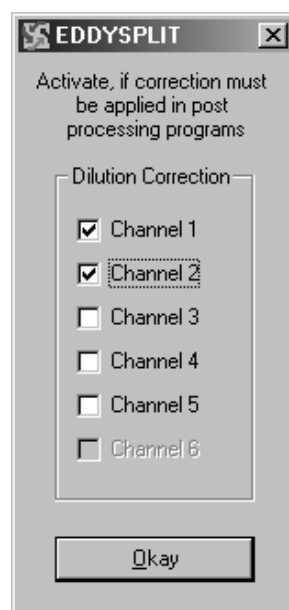 EDDYSPLIT
Activate, if correction must
be applied in post
processing programs
Dilution Correction
Channel 1
Channel 2
Channel 3
Channel 4
Channel 5
Channel 6
Okay